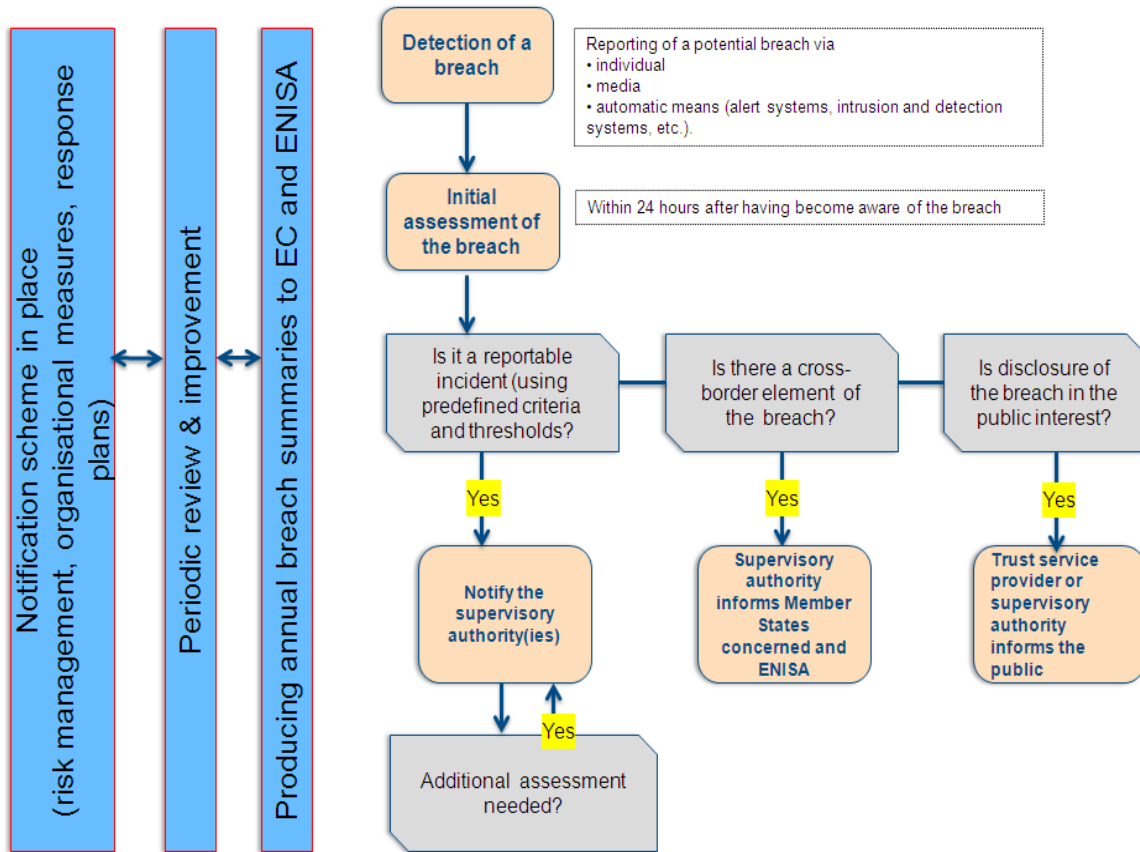 Notification scheme in place
(risk management, organisational measures, response
plans)
Periodic review & improvement
Producing annual breach summaries to EC and ENISA
Detection of a
breach
Reporting of a potential breach via
• individual
• media
• automatic means (alert systems, intrusion and detection
systems, etc.).
Initial
assessment of
the breach
Within 24 hours after having become aware of the breach
Is it a reportable
incident (using
predefined criteria
and thresholds?
Is there a cross-
border element of
the breach?
Is disclosure of
the breach in the
public interest?
Yes
Yes
Yes
Notify the
supervisory
authority(ies)
Supervisory
authority
informs Member
States
concerned and
ENISA
Trust service
provider or
supervisory
authority
informs the
public
Yes
Additional assessment
needed?